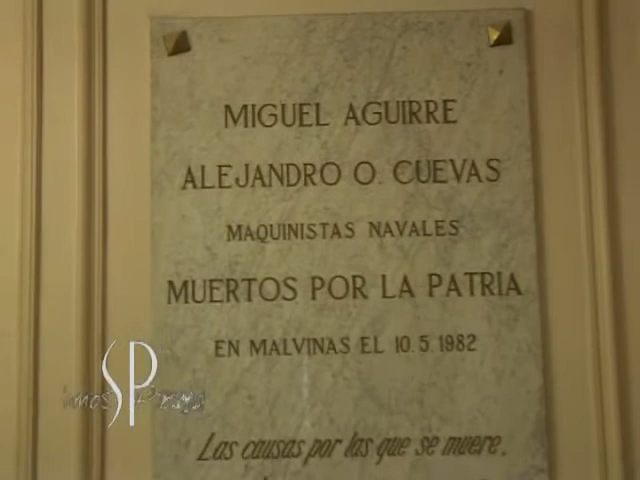 MIGUEL AGUIRRE
ALEJANDRO O. CUEVAS
MAQUINISTAS NAVALES
MUERTOS POR LA PATRIA
EN MALVINAS EL 10.5.1982
SP
Las causas por las que se muere.